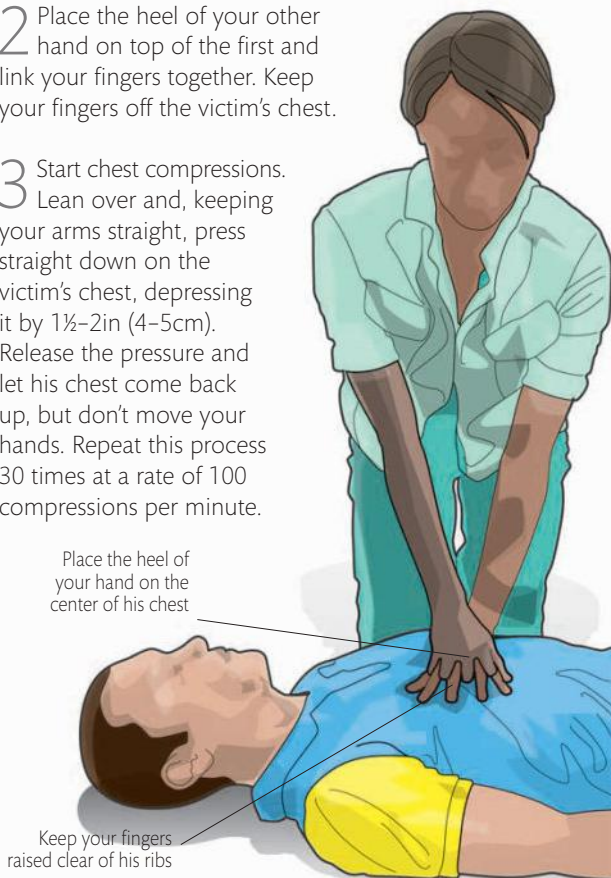 2 Place the heel of your other
hand on top of the first and
link your fingers together. Keep
your fingers off the victim’s chest.
3 Start chest compressions.
Lean over and, keeping
your arms straight, press
straight down on the
victim’s chest, depressing
it by 1½–2in (4–5cm).
Release the pressure and
let his chest come back
up, but don’t move your
hands. Repeat this process
30 times at a rate of 100
compressions per minute.
Place the heel of
your hand on the
center of his chest
Keep your fingers
raised clear of his ribs